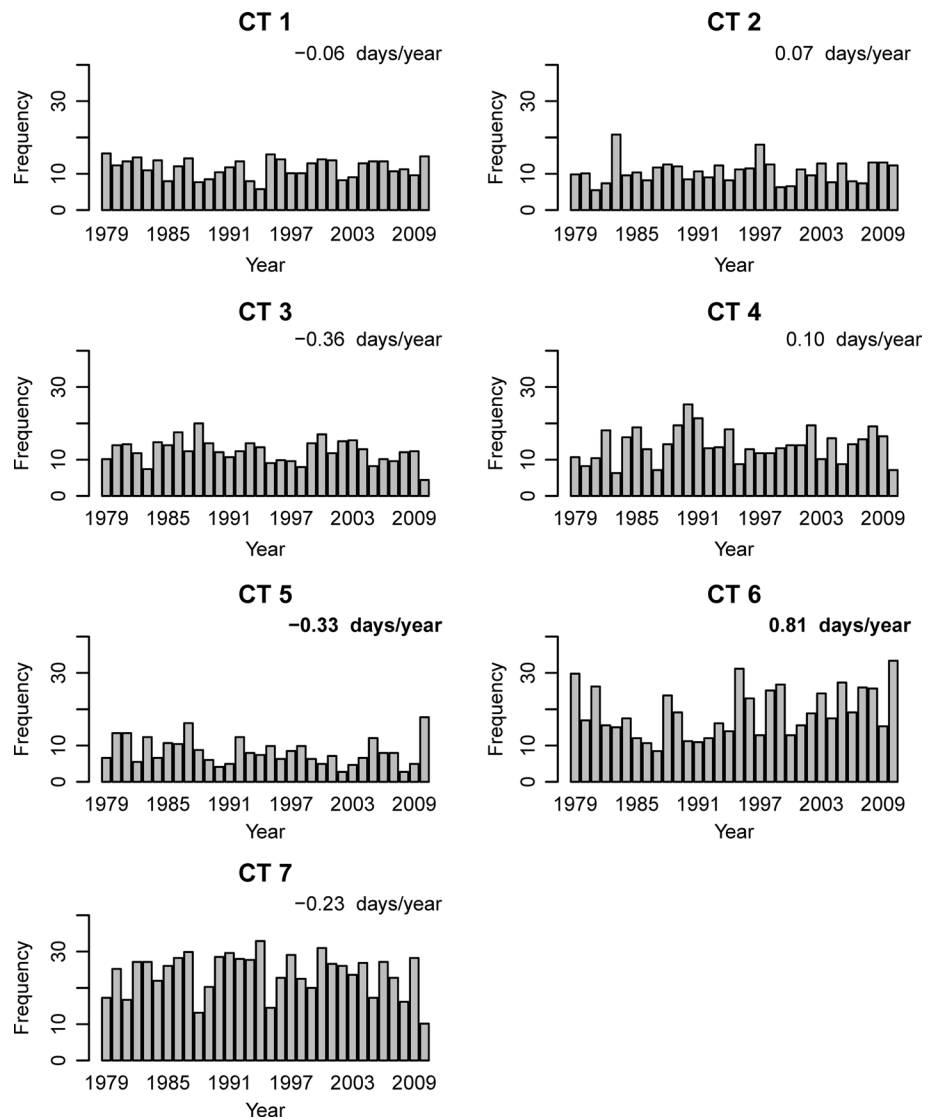 CT 1
−0.06 days/year
Frequency
0 10 30
1979 1985 1991 1997 2003 2009
Year
CT 2
0.07 days/year
Frequency
0 10 30
1979 1985 1991 1997 2003 2009
Year
CT 3
−0.36 days/year
Frequency
0 10 30
1979 1985 1991 1997 2003 2009
Year
CT 4
0.10 days/year
Frequency
0 10 30
1979 1985 1991 1997 2003 2009
Year
CT 5
−0.33 days/year
Frequency
0 10 30
1979 1985 1991 1997 2003 2009
Year
CT 6
0.81 days/year
Frequency
0 10 30
1979 1985 1991 1997 2003 2009
Year
CT 7
−0.23 days/year
Frequency
0 10 30
1979 1985 1991 1997 2003 2009
Year